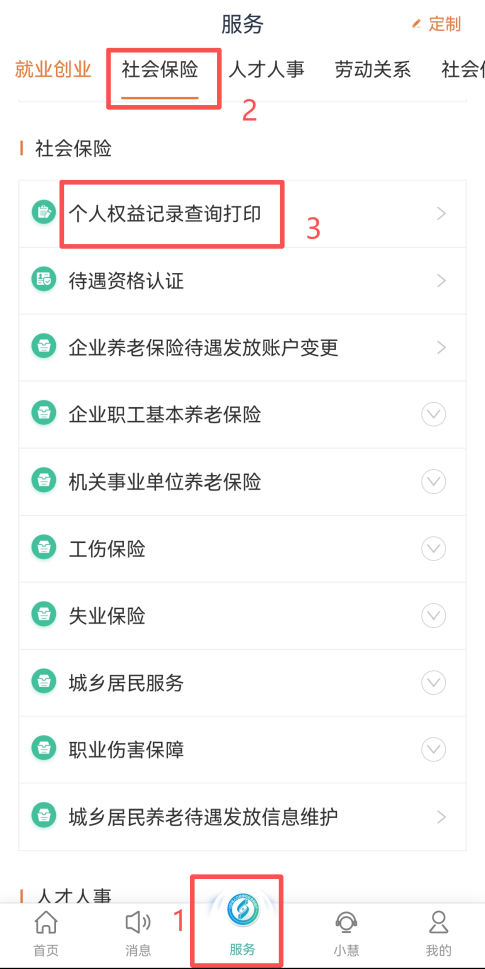 服务
定制
就业创业 社会保险 人才人事 劳动关系 社会
2
社会保险
个人权益记录查询打印
3
待遇资格认证
企业养老保险待遇发放账户变更
企业职工基本养老保险
机关事业单位养老保险
工伤保险
失业保险
城乡居民服务
职业伤害保障
城乡居民养老待遇发放信息维护
人才人事
1
首页 消息 服务 小慧 我的